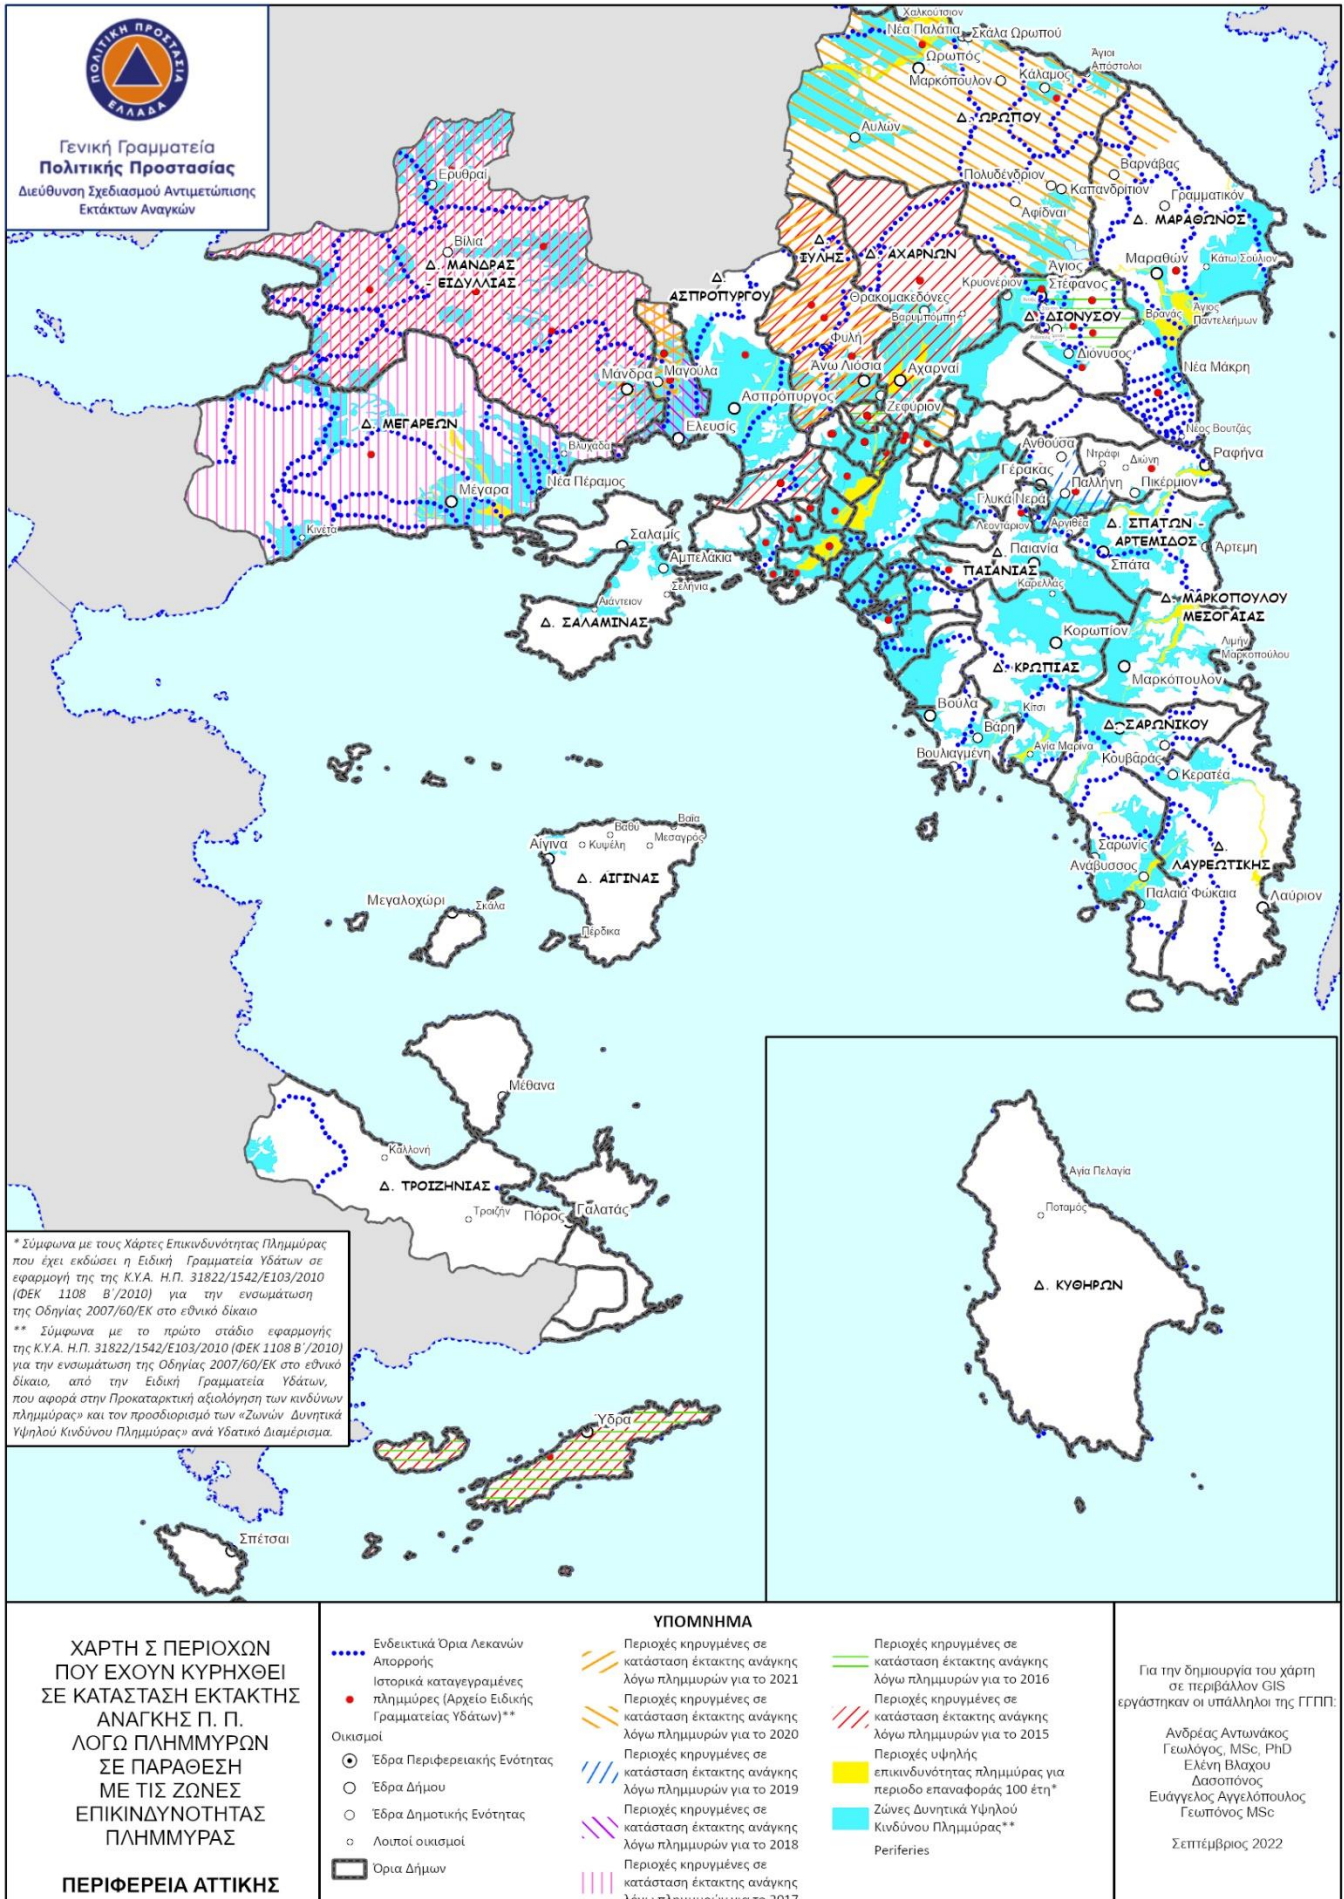 ΠΟΛΙΤΙΚΗ ΠΡΟΣΤΑΣΙΑ
ΕΛΛΑΔΑ
Γενική Γραμματεία
Πολιτικής Προστασίας
Διεύθυνση Σχεδιασμού Αντιμετώπισης
Εκτάκτων Αναγκών
Χαλκούτσιον
Νέα Παλάτια
Σκάλα Ωρωπού
Ωρωπός
Μαρκόπουλον
Κάλαμος
Άγιοι
Απόστολοι
Δ. ΩΡΩΠΟΥ
Αυλών
Ερυθραί
Βαρνάβας
Πολυδένδριον
Καπανδρίτιον
Γραμματικόν
Αφίδναι
Δ. ΜΑΡΑΘΩΝΟΣ
Βίλια
Δ. ΜΑΝΔΡΑΣ
- ΕΙΔΥΛΛΙΑΣ
Δ.
ΑΣΠΡΟΠΥΡΓΟΥ
Δ.
ΦΥΛΗΣ
Δ. ΑΧΑΡΝΩΝ
Άγιος
Στέφανος
Μαραθών
Κάτω Σούλιον
Κρυονέριον
Θρακομακεδόνες
Βαρυμπόμπη
Δ. ΔΙΟΝΥΣΟΥ
Βρανάς
Άγιος
Παντελεήμων
Φυλή
Διόνυσος
Νέα Μάκρη
Μάνδρα
Μαγούλα
Άνω Λιόσια
Αχαρναί
Ασπρόπυργος
Ζεφύριον
Δ. ΜΕΓΑΡΕΩΝ
Ελευσίς
Βλυχάδα
Νέος Βουτζάς
Ανθούσα
Ντράφι
Διώνη
Ραφήνα
Γέρακας
Παλλήνη
Πικέρμιον
Μέγαρα
Νέα Πέραμος
Γλυκά Νερά
Λεοντάριον
Αργιθέα
Δ. ΣΠΑΤΩΝ -
ΑΡΤΕΜΙΔΟΣ
Κινέτα
Σαλαμίς
Δ.
ΠΑΙΑΝΙΑΣ
Παιανία
Άρτεμη
Σπάτα
Αμπελάκια
Καρελλάς
Σελήνια
Αιάντειον
Δ. ΣΑΛΑΜΙΝΑΣ
Δ. ΜΑΡΚΟΠΟΥΛΟΥ
ΜΕΣΟΓΑΙΑΣ
Κορωπίον
Λιμήν
Μαρκοπούλου
Δ. ΚΡΩΠΙΑΣ
Μαρκόπουλον
Βούλα
Κίτσι
Βάρη
Δ. ΣΑΡΩΝΙΚΟΥ
Βουλιαγμένη
Αγία Μαρίνα
Κουβαράς
Κερατέα
Αίγινα
Βαθύ
Βαϊα
Κυψέλη
Μεσαγρός
Δ. ΑΙΓΙΝΑΣ
Σαρωνίς
Ανάβυσσος
Δ.
ΛΑΥΡΕΩΤΙΚΗΣ
Παλαιά Φώκαια
Λαύριον
Μεγαλοχώρι
Σκάλα
Πέρδικα
Μέθανα
Καλλονή
Δ. ΤΡΟΙΖΗΝΙΑΣ
Τροιζήν
Πόρος
Γαλατάς
Αγία Πελαγία
Ποταμός
Δ. ΚΥΘΗΡΩΝ
* Σύμφωνα με τους Χάρτες Επικινδυνότητας Πλημμύρας
που έχει εκδώσει η Ειδική Γραμματεία Υδάτων σε
εφαρμογή της της Κ.Υ.Α. Η.Π. 31822/1542/Ε103/2010
(ΦΕΚ 1108 Β΄/2010) για την ενσωμάτωση
της Οδηγίας 2007/60/ΕΚ στο εθνικό δίκαιο
** Σύμφωνα με το πρώτο στάδιο εφαρμογής
της Κ.Υ.Α. Η.Π. 31822/1542/Ε103/2010 (ΦΕΚ 1108 Β΄/2010)
για την ενσωμάτωση της Οδηγίας 2007/60/ΕΚ στο εθνικό
δίκαιο, από την Ειδική Γραμματεία Υδάτων,
που αφορά στην Προκαταρκτική αξιολόγηση των κινδύνων
πλημμύρας» και τον προσδιορισμό των «Ζωνών Δυνητικά
Υψηλού Κινδύνου Πλημμύρας» ανά Υδατικό Διαμέρισμα.
Ύδρα
Σπέτσαι
ΧΑΡΤΗ Σ ΠΕΡΙΟΧΩΝ
ΠΟΥ ΕΧΟΥΝ ΚΥΡΗΧΘΕΙ
ΣΕ ΚΑΤΑΣΤΑΣΗ ΕΚΤΑΚΤΗΣ
ΑΝΑΓΚΗΣ Π. Π.
ΛΟΓΩ ΠΛΗΜΜΥΡΩΝ
ΣΕ ΠΑΡΑΘΕΣΗ
ΜΕ ΤΙΣ ΖΩΝΕΣ
ΕΠΙΚΙΝΔΥΝΟΤΗΤΑΣ
ΠΛΗΜΜΥΡΑΣ
ΠΕΡΙΦΕΡΕΙΑ ΑΤΤΙΚΗΣ
ΥΠΟΜΝΗΜΑ
Ενδεικτικά Όρια Λεκανών
Απορροής
Ιστορικά καταγεγραμένες
πλημμύρες (Αρχείο Ειδικής
Γραμματείας Υδάτων)**
Οικισμοί
Έδρα Περιφερειακής Ενότητας
Έδρα Δήμου
Έδρα Δημοτικής Ενότητας
Λοιποί οικισμοί
Όρια Δήμων
Περιοχές κηρυγμένες σε
κατάσταση έκτακτης ανάγκης
λόγω πλημμυρών για το 2021
Περιοχές κηρυγμένες σε
κατάσταση έκτακτης ανάγκης
λόγω πλημμυρών για το 2020
Περιοχές κηρυγμένες σε
κατάσταση έκτακτης ανάγκης
λόγω πλημμυρών για το 2019
Περιοχές κηρυγμένες σε
κατάσταση έκτακτης ανάγκης
λόγω πλημμυρών για το 2018
Περιοχές κηρυγμένες σε
κατάσταση έκτακτης ανάγκης
λόγω πλημμυρών για το 2017
Περιοχές κηρυγμένες σε
κατάσταση έκτακτης ανάγκης
λόγω πλημμυρών για το 2016
Περιοχές κηρυγμένες σε
κατάσταση έκτακτης ανάγκης
λόγω πλημμυρών για το 2015
Περιοχές υψηλής
επικινδυνότητας πλημμύρας για
περιοδο επαναφοράς 100 έτη*
Ζώνες Δυνητικά Υψηλού
Κινδύνου Πλημμύρας**
Periferies
Για την δημιουργία του χάρτη
σε περιβάλλον GIS
εργάστηκαν οι υπάλληλοι της ΓΓΠΠ:
Ανδρέας Αντωνάκος
Γεωλόγος, MSc, PhD
Ελένη Βλαχου
Δασοπόνος
Ευάγγελος Αγγελόπουλος
Γεωπόνος MSc
Σεπτέμβριος 2022